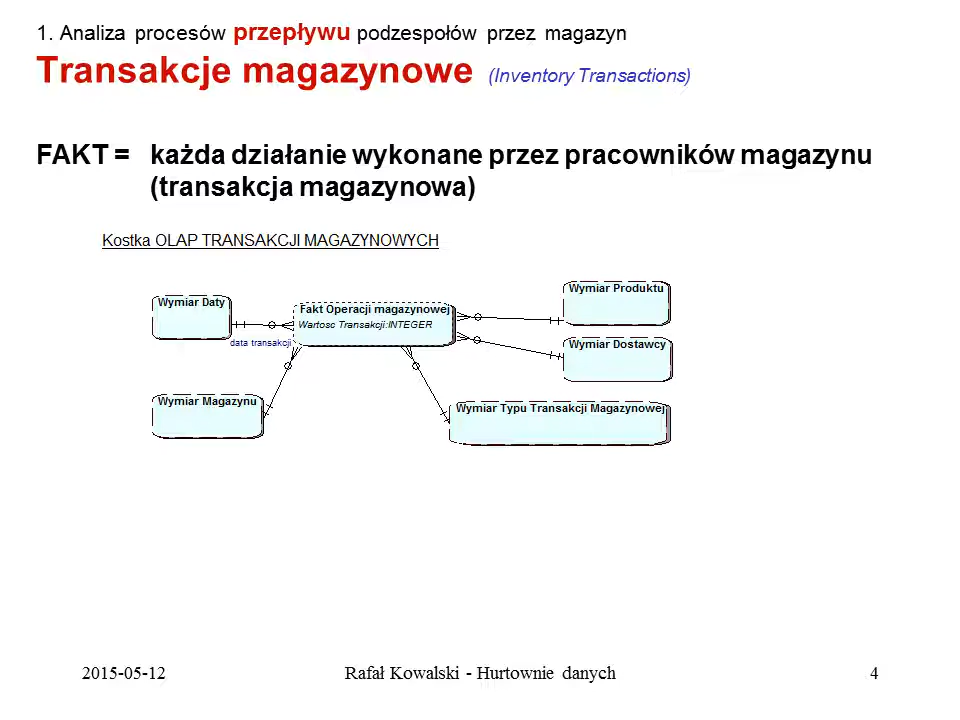 1. Analiza procesów przepływu podzespołów przez magazyn
Transakcje magazynowe (Inventory Transactions)
FAKT = każda działanie wykonane przez pracowników magazynu
(transakcja magazynowa)
Kostka OLAP TRANSAKCJI MAGAZYNOWYCH
Wymiar Daty
Fakt Operacji magazynowej
Wartosc Transakcji:INTEGER
Wymiar Produktu
data transakcji
Wymiar Dostawcy
Wymiar Magazynu
Wymiar Typu Transakcji Magazynowej
2015-05-12
Rafał Kowalski - Hurtownie danych
4